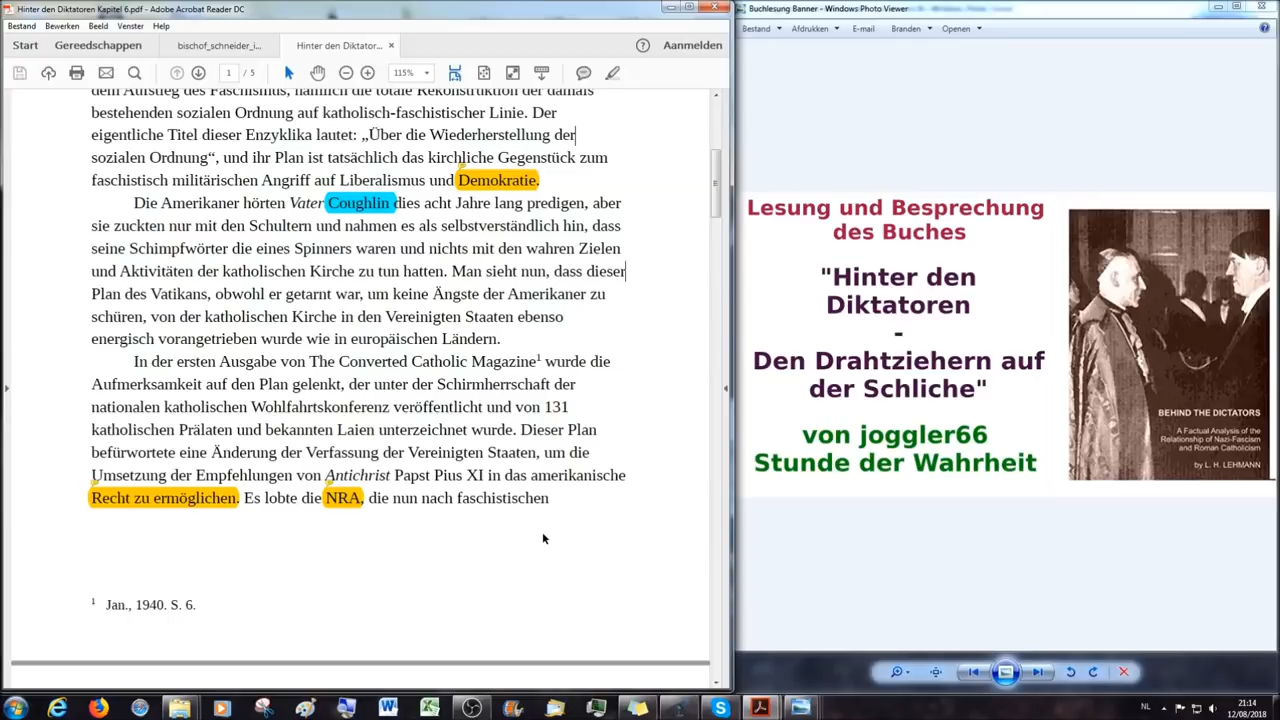 Hinter den Diktatoren Kapitel 6.pdf - Adobe Acrobat Reader DC
Bestand Bewerken Beeld Venster Help
Start Gereedschappen bischof_schneider_i... Hinter den Diktator... × Anmelden
1 / 5 115%
dem Aufstieg des Faschismus, nämlich die totale Rekonstruktion der damals
bestehenden sozialen Ordnung auf katholisch-faschistischer Linie. Der
eigentliche Titel dieser Enzyklika lautet: „Über die Wiederherstellung der
sozialen Ordnung“, und ihr Plan ist tatsächlich das kirchliche Gegenstück zum
faschistisch militärischen Angriff auf Liberalismus und Demokratie.
Die Amerikaner hörten Vater Coughlin dies acht Jahre lang predigen, aber
sie zuckten nur mit den Schultern und nahmen es als selbstverständlich hin, dass
seine Schimpfwörter die eines Spinners waren und nichts mit den wahren Zielen
und Aktivitäten der katholischen Kirche zu tun hatten. Man sieht nun, dass dieser
Plan des Vatikans, obwohl er getarnt war, um keine Ängste der Amerikaner zu
schüren, von der katholischen Kirche in den Vereinigten Staaten ebenso
energisch vorangetrieben wurde wie in europäischen Ländern.
In der ersten Ausgabe von The Converted Catholic Magazine¹ wurde die
Aufmerksamkeit auf den Plan gelenkt, der unter der Schirmherrschaft der
nationalen katholischen Wohlfahrtskonferenz veröffentlicht und von 131
katholischen Prälaten und bekannten Laien unterzeichnet wurde. Dieser Plan
befürwortete eine Änderung der Verfassung der Vereinigten Staaten, um die
Umsetzung der Empfehlungen von Antichrist Papst Pius XI in das amerikanische
Recht zu ermöglichen. Es lobte die NRA, die nun nach faschistischen
¹ Jan., 1940. S. 6.
Buchlesung Banner - Windows Photo Viewer
Bestand Afdrukken E-mail Branden Openen
Lesung und Besprechung
des Buches
"Hinter den
Diktatoren
-
Den Drahtziehern auf
der Schliche"
von joggler66
Stunde der Wahrheit
BEHIND THE DICTATORS
A Factual Analysis of the
Relationship of Nazi-Fascism
and Roman Catholicism
by L. H. LEHMANN
NL 21:14
12/08/2018